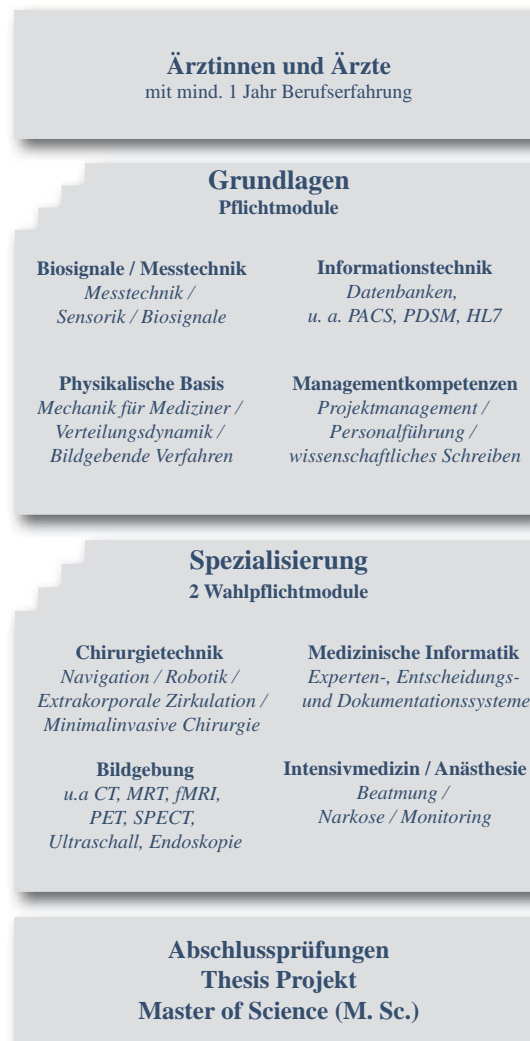 Ärztinnen und Ärzte
mit mind. 1 Jahr Berufserfahrung
Grundlagen
Pflichtmodule
Biosignale / Messtechnik
Messtechnik /
Sensorik / Biosignale
Informationstechnik
Datenbanken,
u. a. PACS, PDSM, HL7
Physikalische Basis
Mechanik für Mediziner /
Verteilungsdynamik /
Bildgebende Verfahren
Managementkompetenzen
Projektmanagement /
Personalführung /
wissenschaftliches Schreiben
Spezialisierung
2 Wahlpflichtmodule
Chirurgietechnik
Navigation / Robotik /
Extrakorporale Zirkulation /
Minimalinvasive Chirurgie
Medizinische Informatik
Experten-, Entscheidungs-
und Dokumentationssysteme
Bildgebung
u.a CT, MRT, fMRI,
PET, SPECT,
Ultraschall, Endoskopie
Intensivmedizin / Anästhesie
Beatmung /
Narkose / Monitoring
Abschlussprüfungen
Thesis Projekt
Master of Science (M. Sc.)